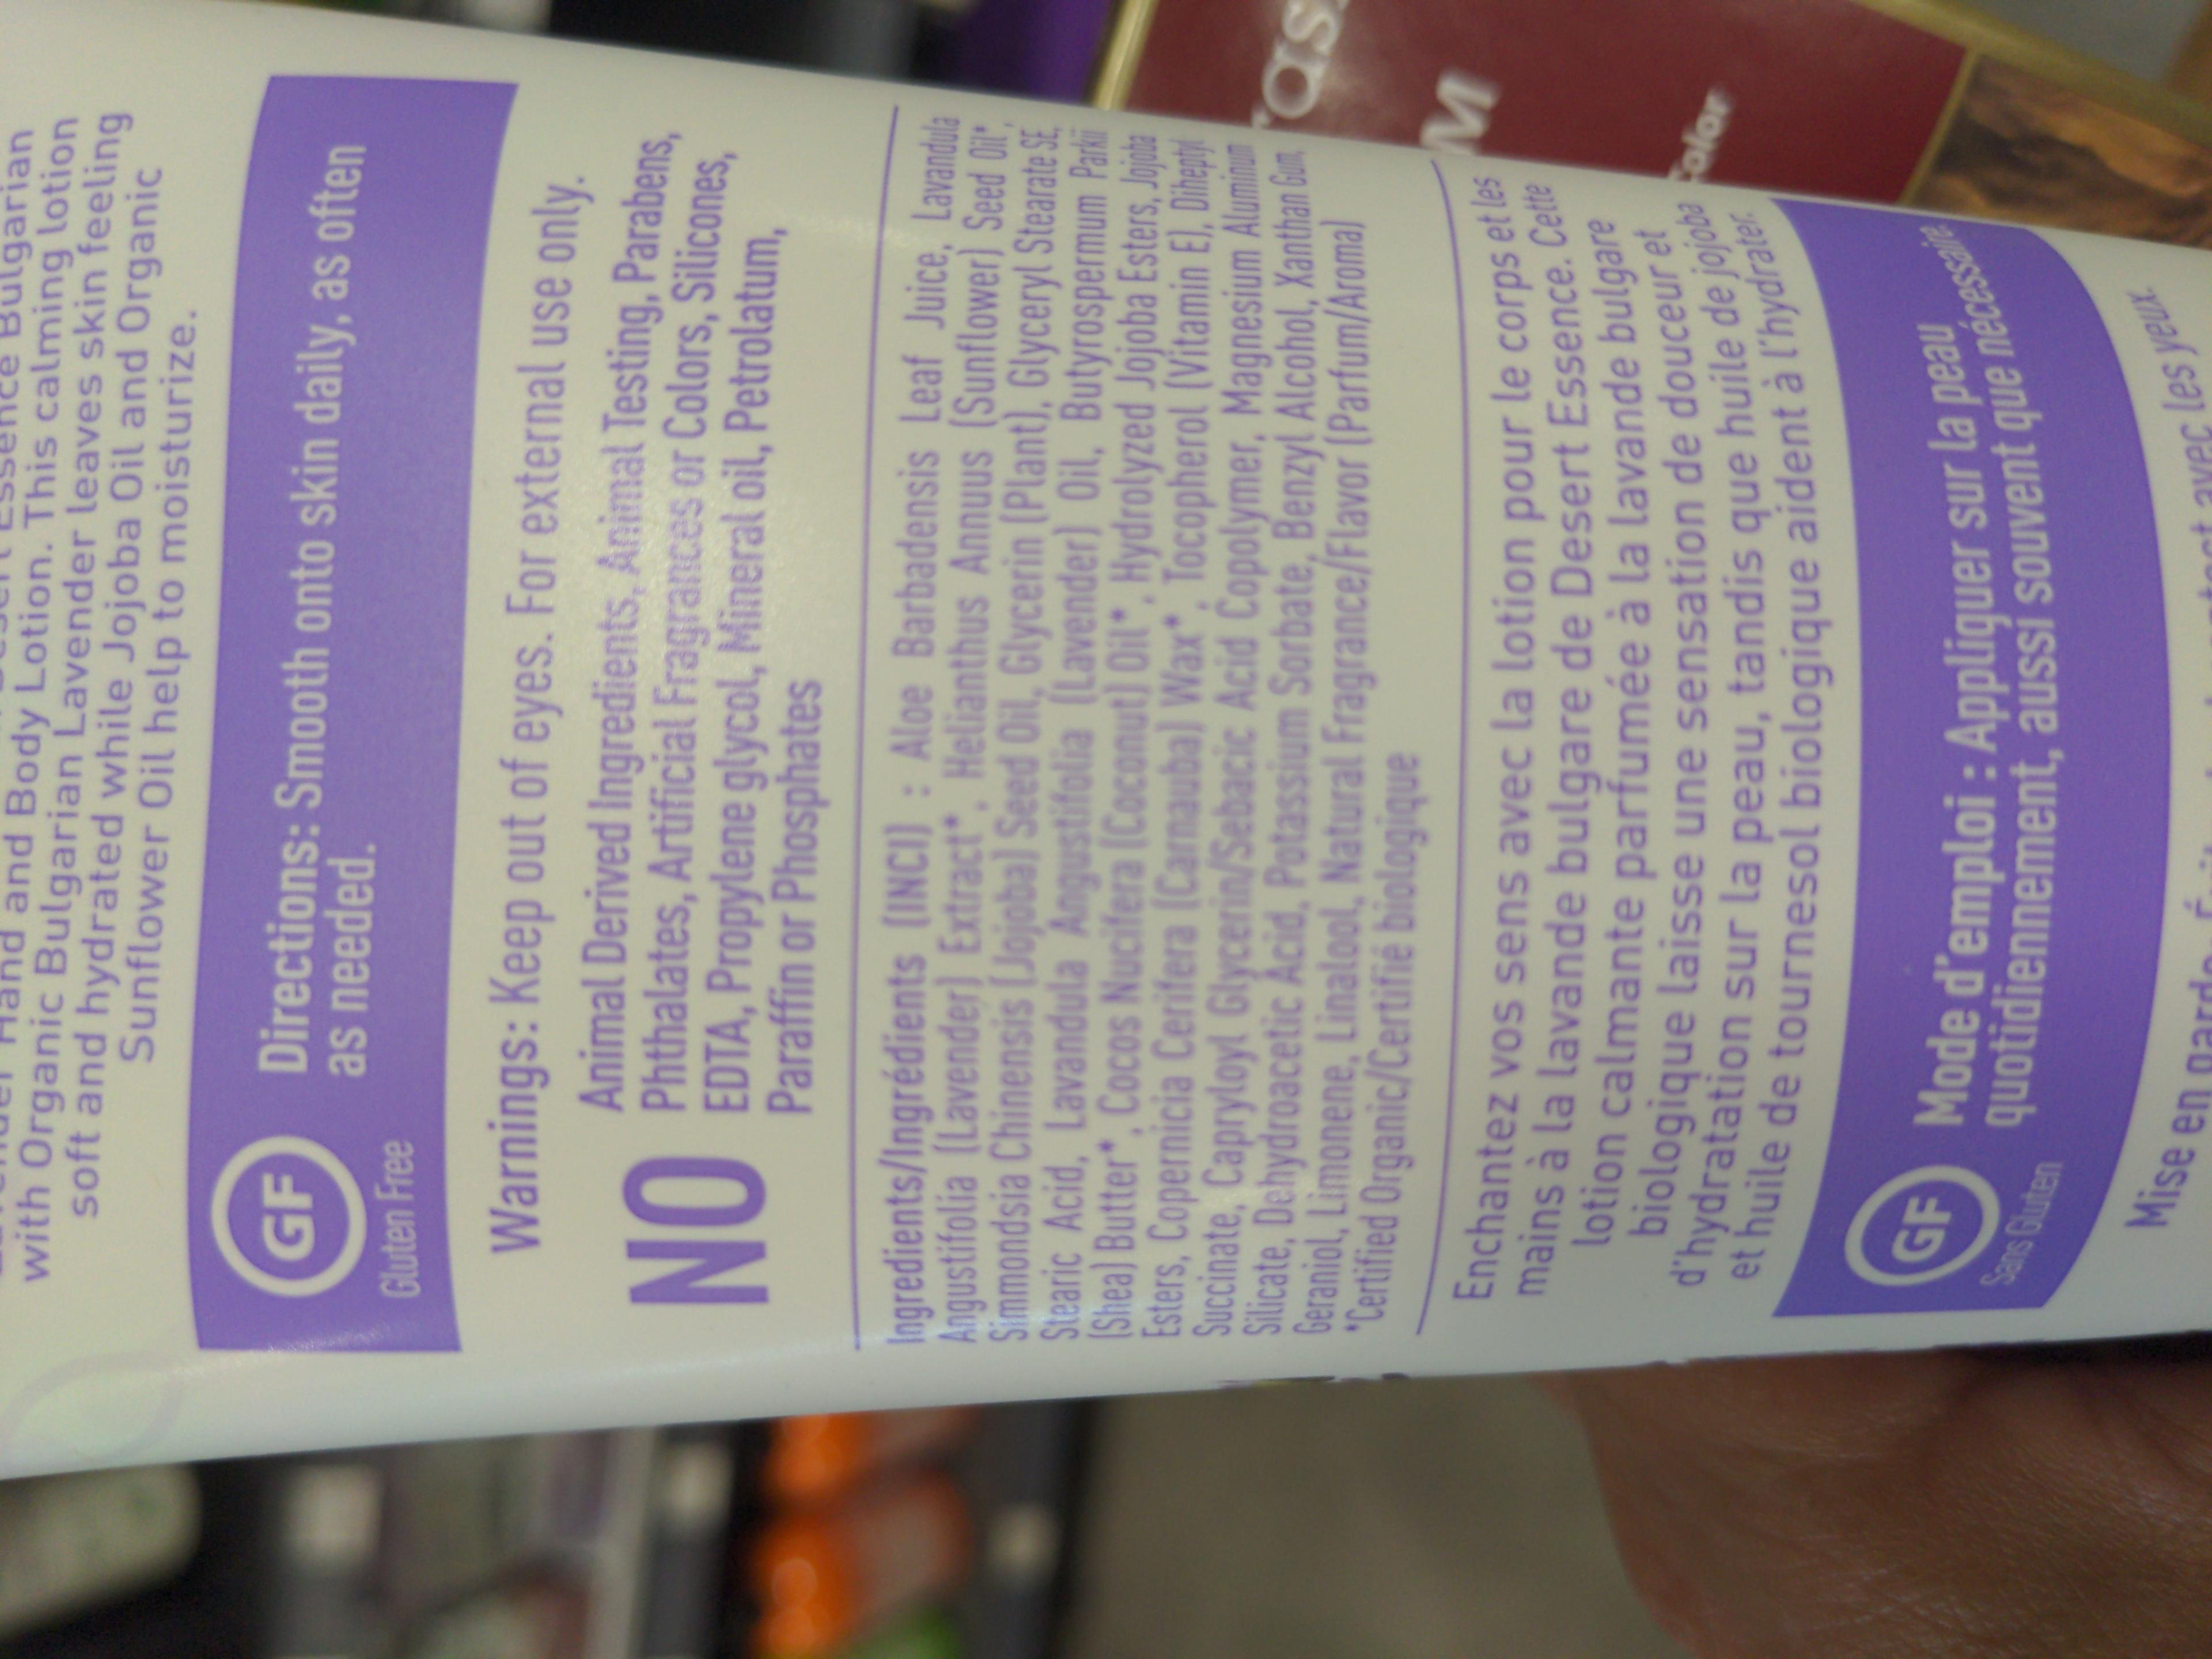 Essence Bulgarian
Hand and Body Lotion. This calming lotion
with Organic Bulgarian Lavender leaves skin feeling
soft and hydrated while Jojoba Oil and Organic
Sunflower Oil help to moisturize.
GF
Gluten Free
Directions: Smooth onto skin daily, as often
as needed.
Warnings: Keep out of eyes. For external use only.
NO
Animal Derived Ingredients, Animal Testing, Parabens,
Phthalates, Artificial Fragrances or Colors, Silicones,
EDTA, Propylene glycol, Mineral oil, Petrolatum,
Paraffin or Phosphates
Ingredients/Ingrédients (INCI) : Aloe Barbadensis Leaf Juice, Lavandula
Angustifolia (Lavender) Extract*, Helianthus Annuus (Sunflower) Seed Oil*,
Simmondsia Chinensis (Jojoba) Seed Oil, Glycerin (Plant), Glyceryl Stearate SE,
Stearic Acid, Lavandula Angustifolia (Lavender) Oil, Butyrospermum Parkii
(Shea) Butter*, Cocos Nucifera (Coconut) Oil*, Hydrolyzed Jojoba Esters, Jojoba
Esters, Copernicia Cerifera (Carnauba) Wax*, Tocopherol (Vitamin E), Diheptyl
Succinate, Capryloyl Glycerin/Sebacic Acid Copolymer, Magnesium Aluminum
Silicate, Dehydroacetic Acid, Potassium Sorbate, Benzyl Alcohol, Xanthan Gum,
Geraniol, Limonene, Linalool, Natural Fragrance/Flavor (Parfum/Aroma)
*Certified Organic/Certifié biologique
Enchantez vos sens avec la lotion pour le corps et les
mains à la lavande bulgare de Desert Essence. Cette
lotion calmante parfumée à la lavande bulgare
biologique laisse une sensation de douceur et
d'hydratation sur la peau, tandis que huile de jojoba
et huile de tournesol biologique aident à l'hydrater.
GF
Sans Gluten
Mode d'emploi : Appliquer sur la peau
quotidiennement, aussi souvent que nécessaire.
Mise en garde avec les yeux.
M
Color